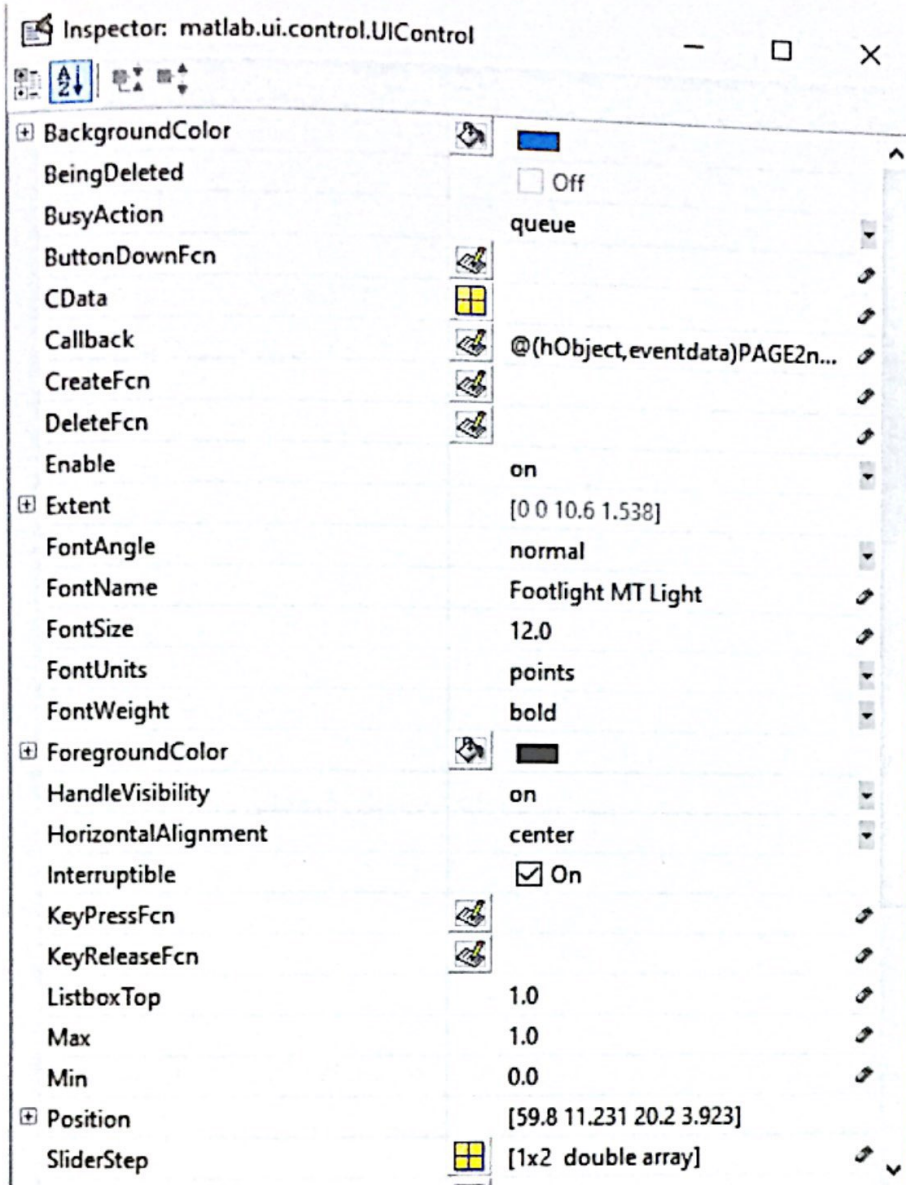 Inspector: matlab.ui.control.UIControl
BackgroundColor
BeingDeleted Off
BusyAction queue
ButtonDownFcn
CData
Callback @(hObject,eventdata)PAGE2n...
CreateFcn
DeleteFcn
Enable on
Extent [0 0 10.6 1.538]
FontAngle normal
FontName Footlight MT Light
FontSize 12.0
FontUnits points
FontWeight bold
ForegroundColor
HandleVisibility on
HorizontalAlignment center
Interruptible On
KeyPressFcn
KeyReleaseFcn
ListboxTop 1.0
Max 1.0
Min 0.0
Position [59.8 11.231 20.2 3.923]
SliderStep [1x2 double array]